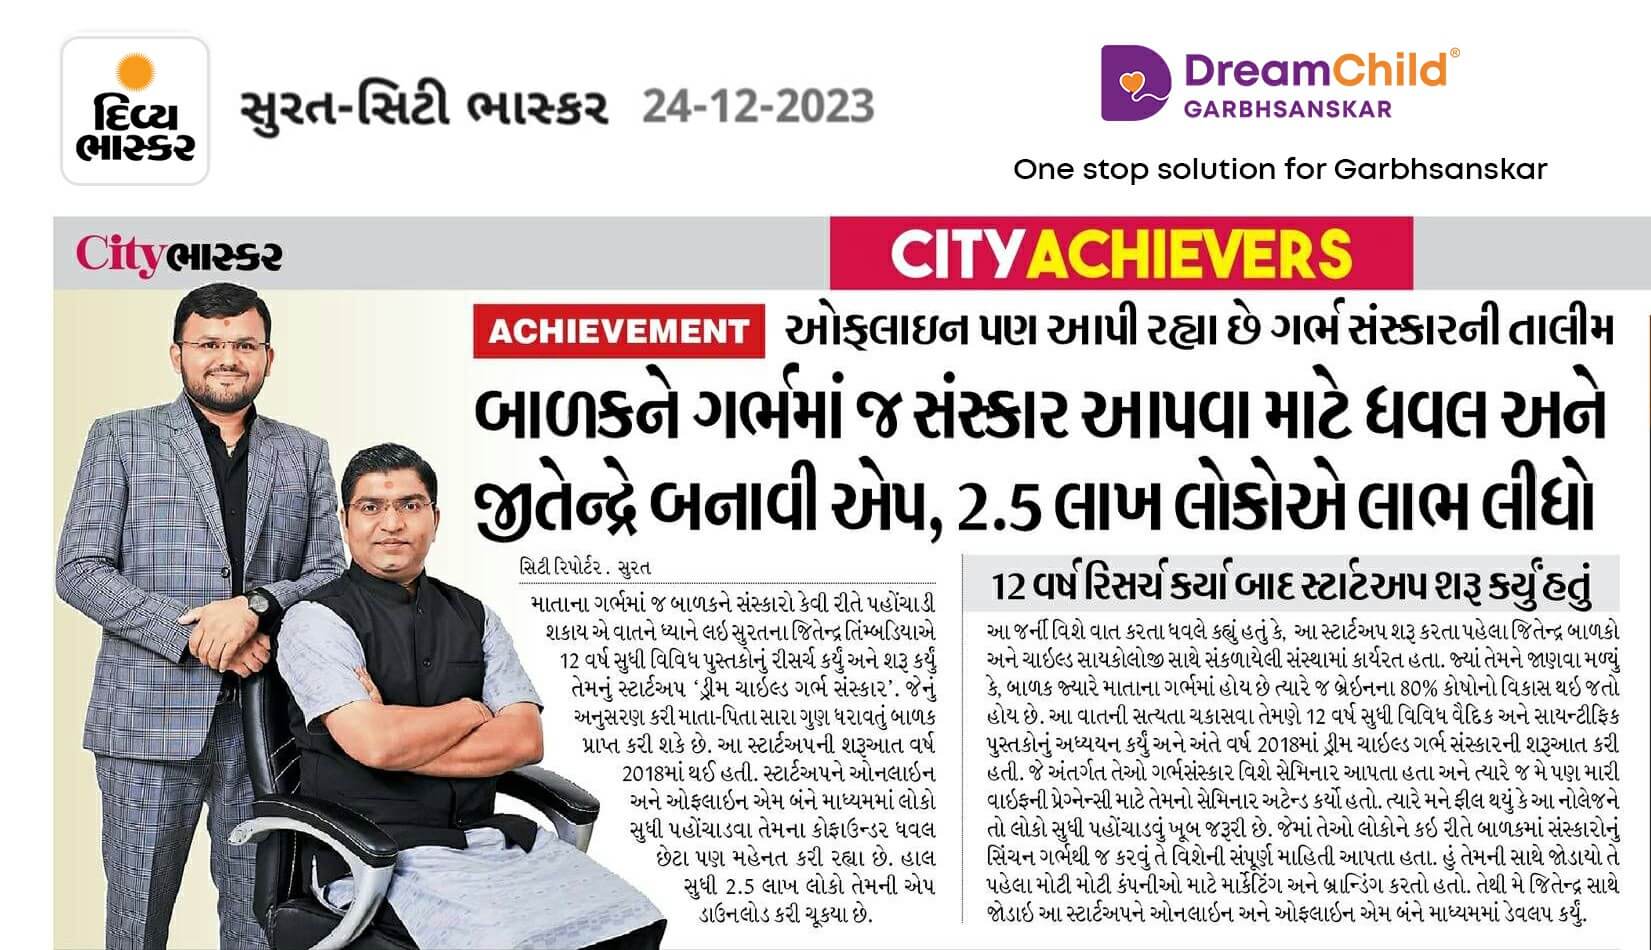 દિવ્ય
ભાસ્કર
સુરત-સિટી ભાસ્કર 24-12-2023
DreamChild®
GARBHSANSKAR
One stop solution for Garbhsanskar
Cityભાસ્કર
CITYACHIEVERS
ACHIEVEMENT ઓફલાઇન પણ આપી રહ્યા છે ગર્ભ સંસ્કારની તાલીમ
બાળકને ગર્ભમાં જ સંસ્કાર આપવા માટે ધવલ અને
જીતેન્દ્રે બનાવી એપ, 2.5 લાખ લોકોએ લાભ લીધો
સિટી રિપોર્ટર. સુરત
માતાના ગર્ભમાં જ બાળકને સંસ્કારો કેવી રીતે પહોંચાડી
શકાય એ વાતને ધ્યાને લઇ સુરતના જિતેન્દ્ર તિંમ્બડિયાએ
12 વર્ષ સુધી વિવિધ પુસ્તકોનું રીસર્ચ કર્યું અને શરૂ કર્યું
તેમનું સ્ટાર્ટઅપ ‘ડ્રીમ ચાઇલ્ડ ગર્ભ સંસ્કાર’. જેનું
અનુસરણ કરી માતા-પિતા સારા ગુણ ધરાવતું બાળક
પ્રાપ્ત કરી શકે છે. આ સ્ટાર્ટઅપની શરૂઆત વર્ષ
2018માં થઈ હતી. સ્ટાર્ટઅપને ઓનલાઇન
અને ઓફલાઇન એમ બંને માધ્યમમાં લોકો
સુધી પહોંચાડવા તેમના કોફાઉન્ડર ધવલ
છેટા પણ મહેનત કરી રહ્યા છે. હાલ
સુધી 2.5 લાખ લોકો તેમની એપ
ડાઉનલોડ કરી ચૂકયા છે.
12 વર્ષ રિસર્ચ કર્યા બાદ સ્ટાર્ટઅપ શરૂ કર્યું હતું
આ જર્ની વિશે વાત કરતા ધવલે કહ્યું હતું કે, આ સ્ટાર્ટઅપ શરૂ કરતા પહેલા જિતેન્દ્ર બાળકો
અને ચાઇલ્ડ સાયકોલોજી સાથે સંકળાયેલી સંસ્થામાં કાર્યરત હતા. જ્યાં તેમને જાણવા મળ્યું
કે, બાળક જ્યારે માતાના ગર્ભમાં હોય છે ત્યારે જ બ્રેઇનના 80% કોષોનો વિકાસ થઇ જતો
હોય છે. આ વાતની સત્યતા ચકાસવા તેમણે 12 વર્ષ સુધી વિવિધ વૈદિક અને સાયન્ટીફિક
પુસ્તકોનું અધ્યયન કર્યું અને અંતે વર્ષ 2018માં ડ્રીમ ચાઇલ્ડ ગર્ભ સંસ્કારની શરૂઆત કરી
હતી. જે અંતર્ગત તેઓ ગર્ભસંસ્કાર વિશે સેમિનાર આપતા હતા અને ત્યારે જ મે પણ મારી
વાઇફની પ્રેગ્નેન્સી માટે તેમનો સેમિનાર અટેન્ડ કર્યો હતો. ત્યારે મને ફીલ થયું કે આ નોલેજને
તો લોકો સુધી પહોંચાડવું ખૂબ જરૂરી છે. જેમાં તેઓ લોકોને કઇ રીતે બાળકમાં સંસ્કારોનું
સિંચન ગર્ભથી જ કરવું તે વિશેની સંપૂર્ણ માહિતી આપતા હતા. હું તેમની સાથે જોડાયો તે
પહેલા મોટી મોટી કંપનીઓ માટે માર્કેટિંગ અને બ્રાન્ડિંગ કરતો હતો. તેથી મે જિતેન્દ્ર સાથે
જોડાઇ આ સ્ટાર્ટઅપને ઓનલાઇન અને ઓફલાઇન એમ બંને માધ્યમમાં ડેવલપ કર્યું.